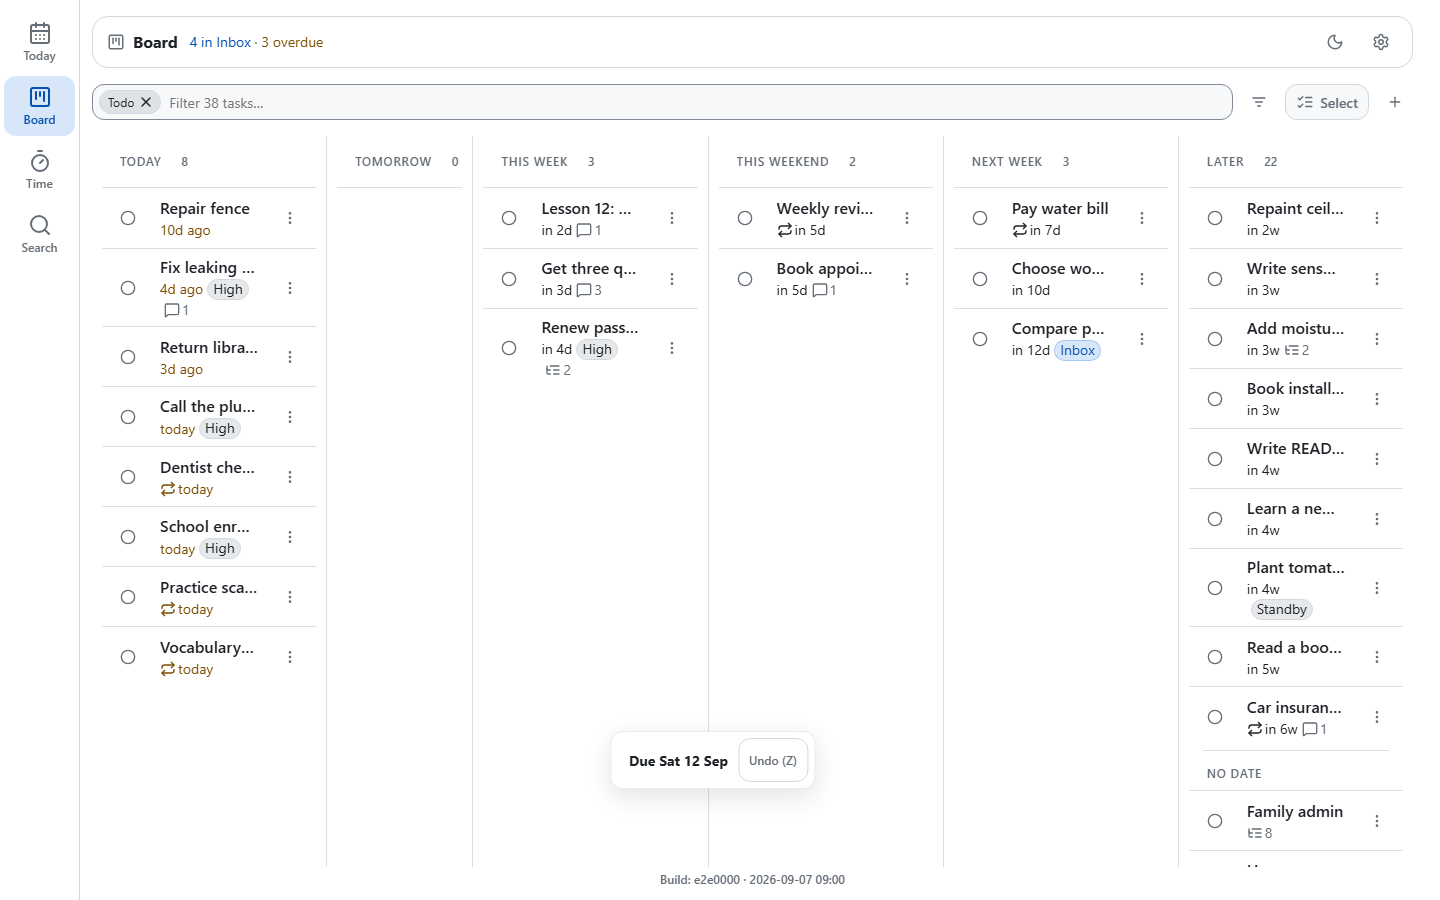 Today
Board
Time
Search
Board 4 in Inbox · 3 overdue
Todo Filter 38 tasks...
Select
TODAY 8
Repair fence
10d ago
Fix leaking ...
4d ago High
1
Return libra...
3d ago
Call the plu...
today High
Dentist che...
today
School enr...
today High
Practice sca...
today
Vocabulary...
today
TOMORROW 0
THIS WEEK 3
Lesson 12: ...
in 2d 1
Get three q...
in 3d 3
Renew pass...
in 4d High
2
THIS WEEKEND 2
Weekly revi...
in 5d
Book appoi...
in 5d 1
NEXT WEEK 3
Pay water bill
in 7d
Choose wo...
in 10d
Compare p...
in 12d Inbox
LATER 22
Repaint ceil...
in 2w
Write sens...
in 3w
Add moistu...
in 3w 2
Book install...
in 3w
Write READ...
in 4w
Learn a ne...
in 4w
Plant tomat...
in 4w
Standby
Read a boo...
in 5w
Car insuran...
in 6w 1
NO DATE
Family admin
8
Due Sat 12 Sep Undo (Z)
Build: e2e0000 · 2026-09-07 09:00